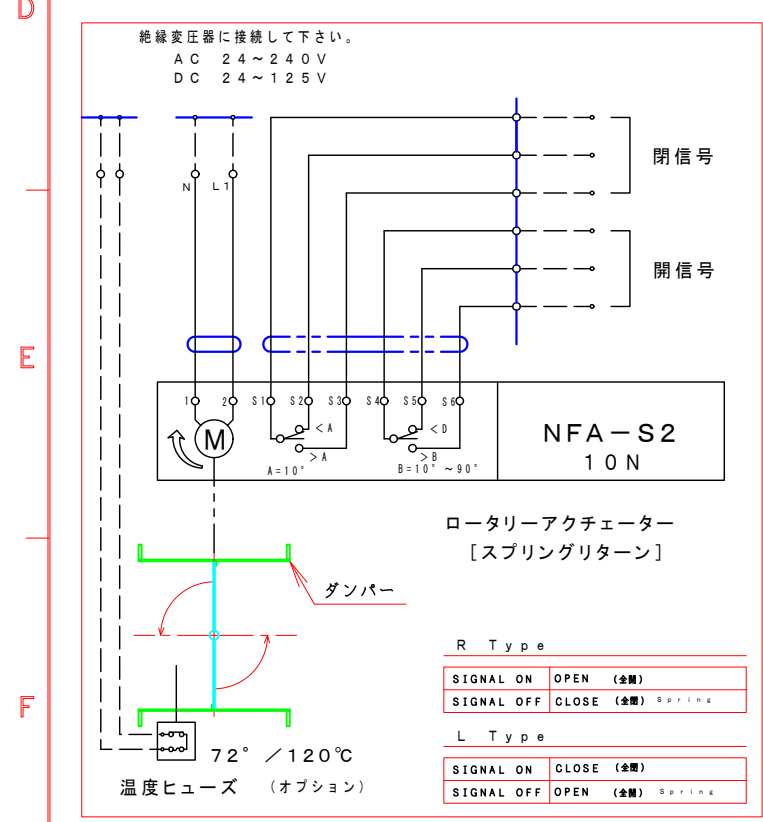 D
絶縁変圧器に接続して下さい。
AC 24~240V
DC 24~125V
閉信号
開信号
N L1
E
1 2 S1 S2 S3 S4 S5 S6
<A
>A
A=10°
<D
>B
B=10°~90°
M
NFA-S2
10N
ロータリーアクチェーター
[スプリングリターン]
ダンパー
F
72°/120℃
温度ヒューズ (オプション)
R Type
SIGNAL ON OPEN (全開)
SIGNAL OFF CLOSE (全閉) Spring
L Type
SIGNAL ON CLOSE (全閉)
SIGNAL OFF OPEN (全開) Spring